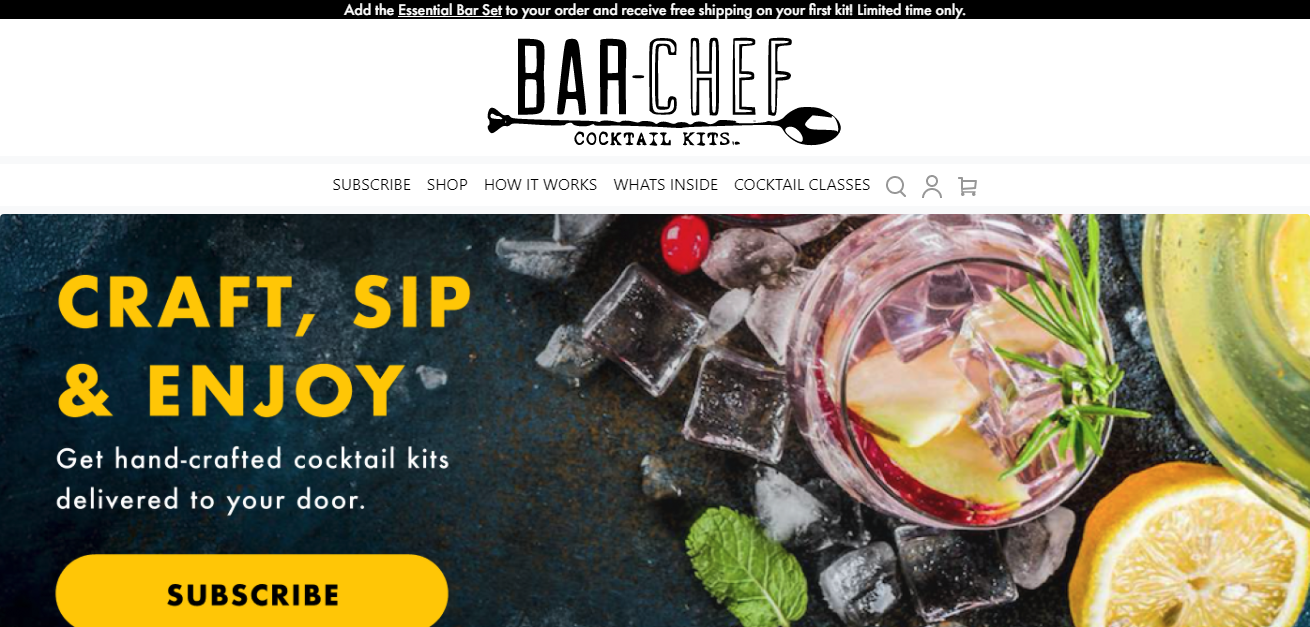 Add the Essential Bar Set to your order and receive free shipping on your first kit! Limited time only.
BAR-CHEF
COCKTAIL KITS
SUBSCRIBE SHOP HOW IT WORKS WHATS INSIDE COCKTAIL CLASSES
CRAFT, SIP
& ENJOY
Get hand-crafted cocktail kits
delivered to your door.
SUBSCRIBE